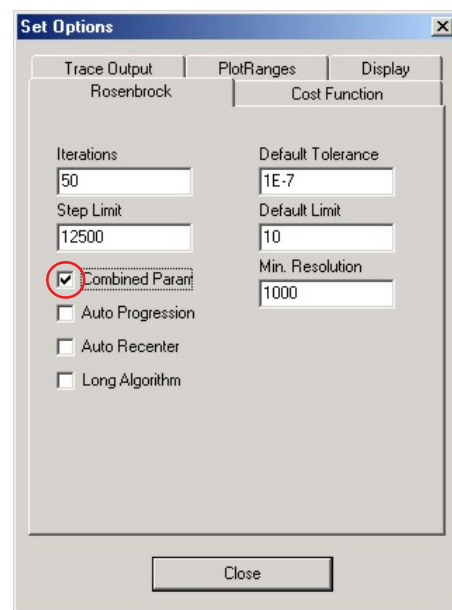 Set Options
Trace Output PlotRanges Display
Rosenbrock Cost Function
Iterations Default Tolerance
50 1E-7
Step Limit Default Limit
12500 10
Combined Param Min. Resolution
1000
Auto Progression
Auto Recenter
Long Algorithm
Close